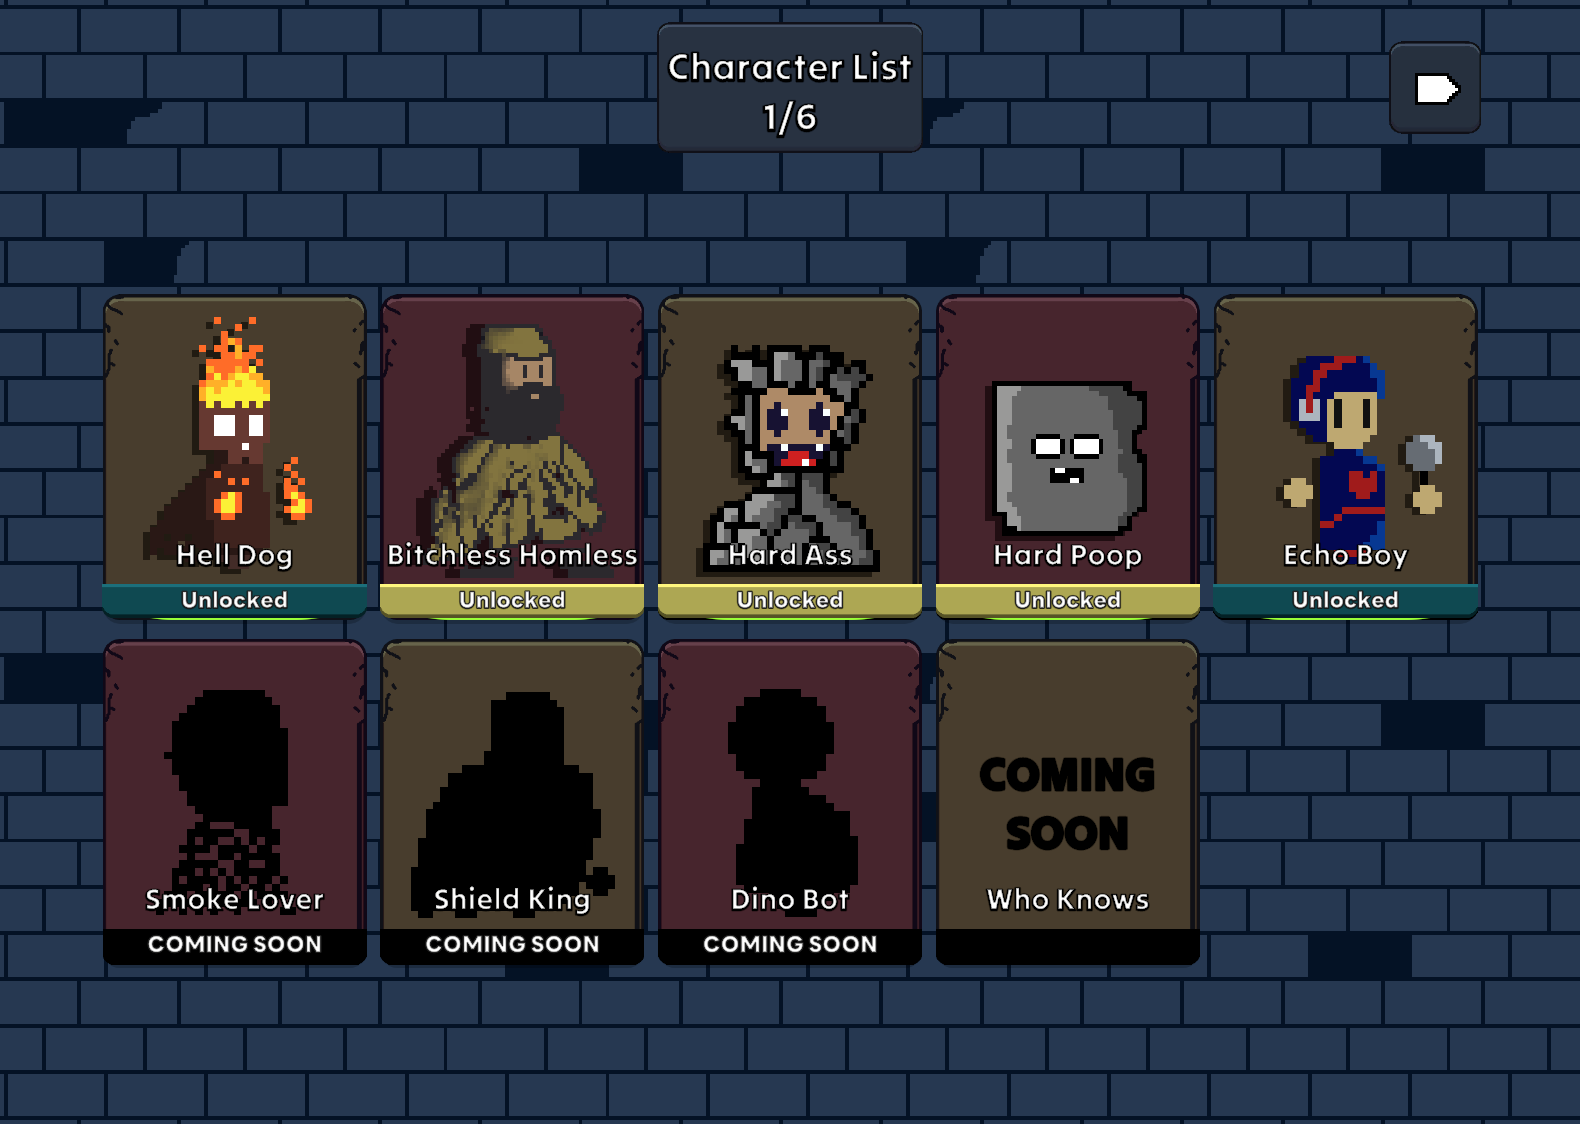 Character List
1/6
Hell Dog
Bitchless Homless
Hard Ass
Hard Poop
Echo Boy
Unlocked
Unlocked
Unlocked
Unlocked
Unlocked
COMING
SOON
Smoke Lover
Shield King
Dino Bot
Who Knows
COMING SOON
COMING SOON
COMING SOON